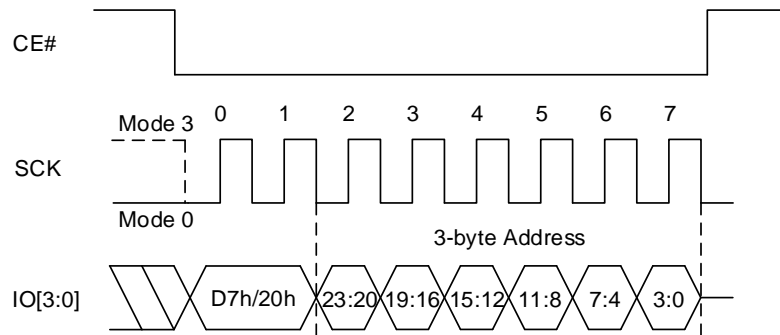 CE#
0 1 2 3 4 5 6 7
Mode 3
SCK
Mode 0
3-byte Address
IO[3:0] D7h/20h 23:20 19:16 15:12 11:8 7:4 3:0